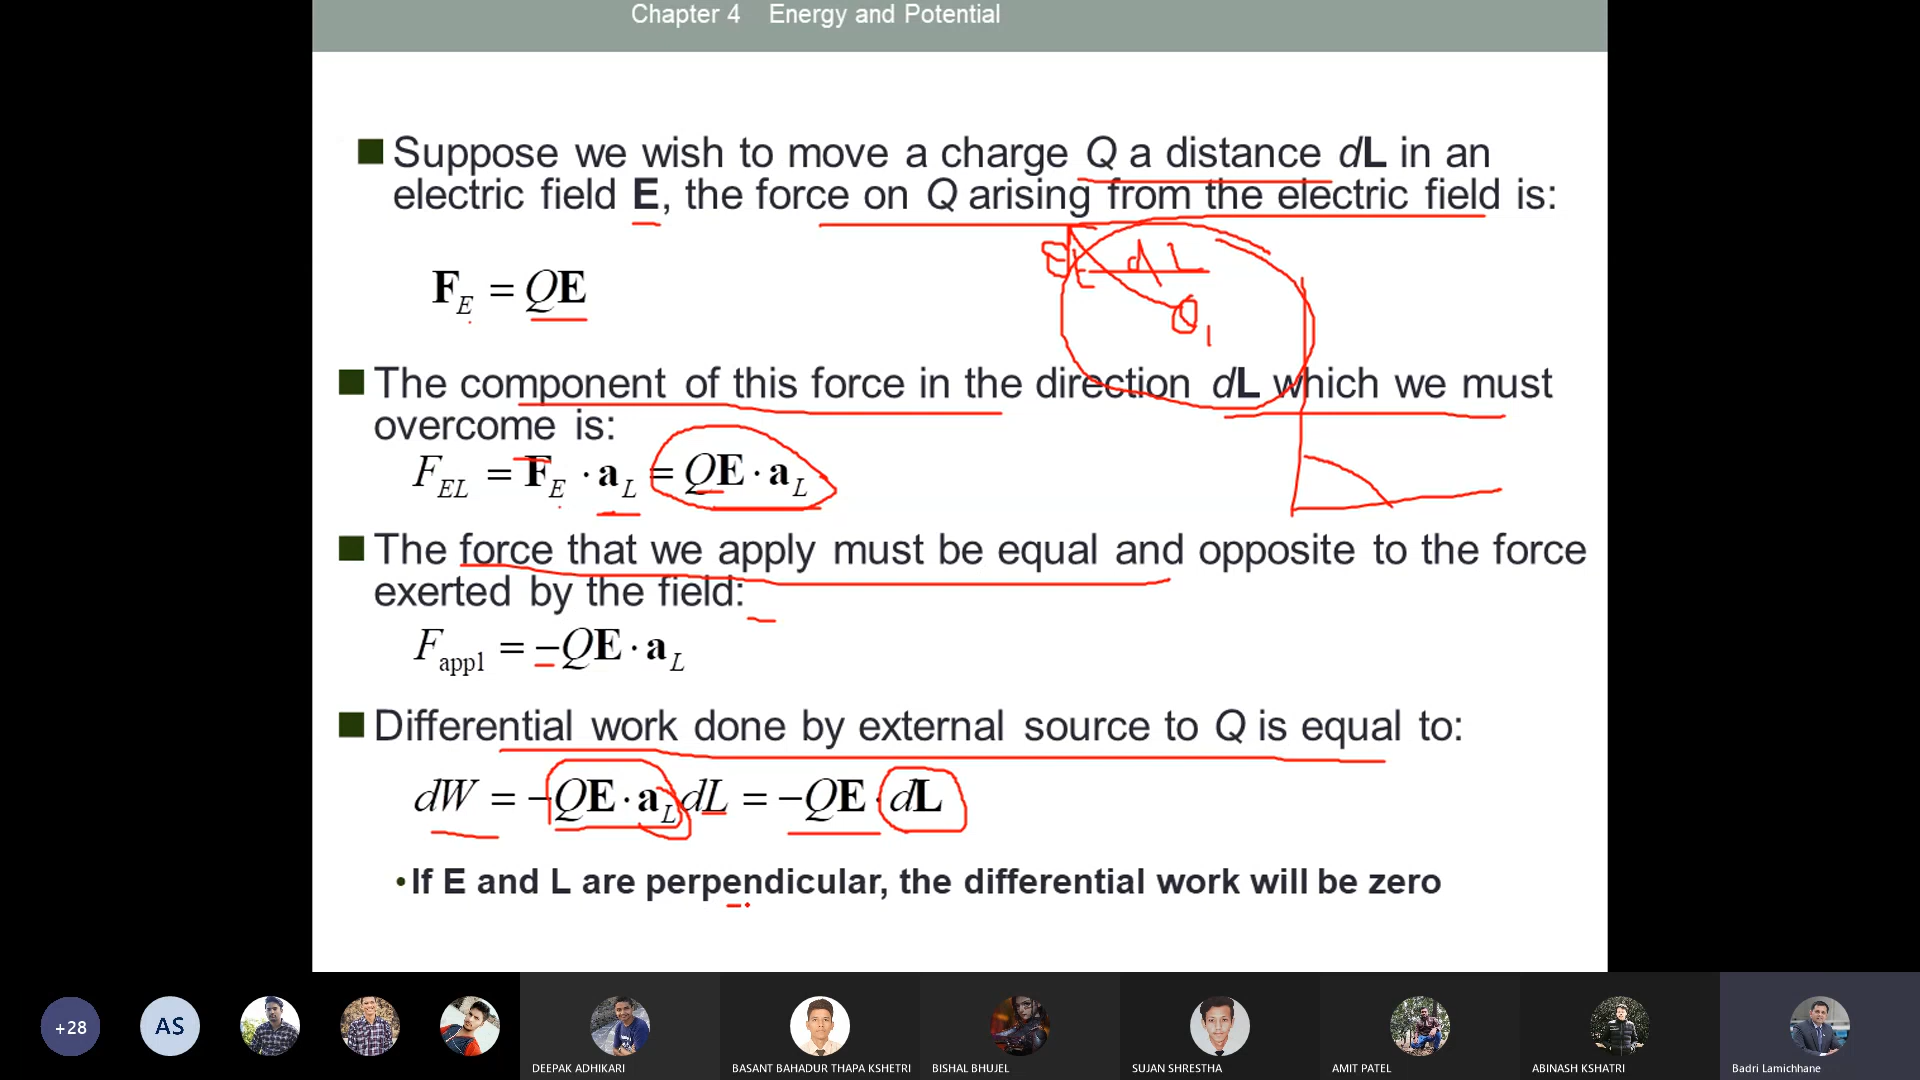 Chapter 4 Energy and Potential
Suppose we wish to move a charge Q a distance dL in an
electric field E, the force on Q arising from the electric field is:
F_E = QE
dL
Q1
The component of this force in the direction dL which we must
overcome is:
F_EL = F_E · a_L = QE · a_L
The force that we apply must be equal and opposite to the force
exerted by the field:
F_appl = -QE · a_L
Differential work done by external source to Q is equal to:
dW = -QE · a_L dL = -QE · dL
•If E and L are perpendicular, the differential work will be zero
+28
AS
DEEPAK ADHIKARI
BASANT BAHADUR THAPA KSHETRI
BISHAL BHUJEL
SUJAN SHRESTHA
AMIT PATEL
ABINASH KSHATRI
Badri Lamichhane